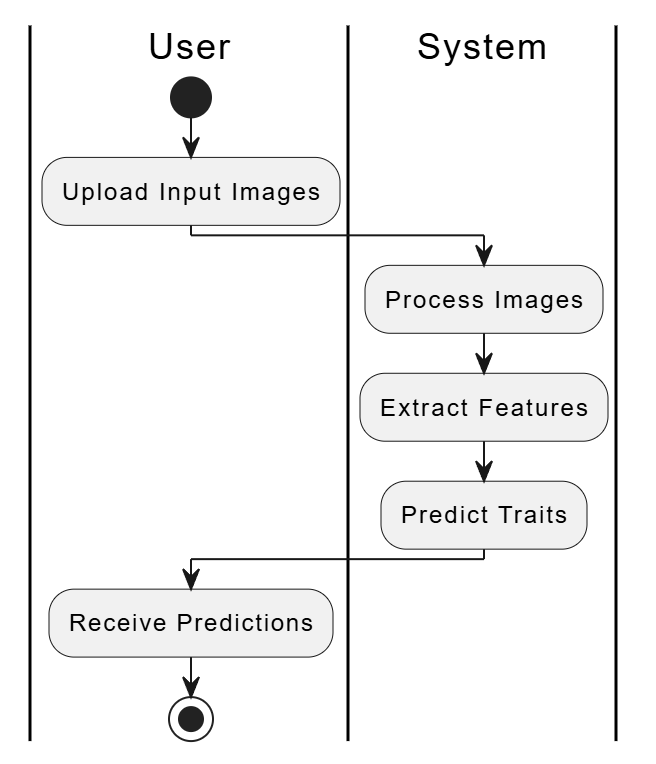 User
System
Upload Input Images
Process Images
Extract Features
Predict Traits
Receive Predictions